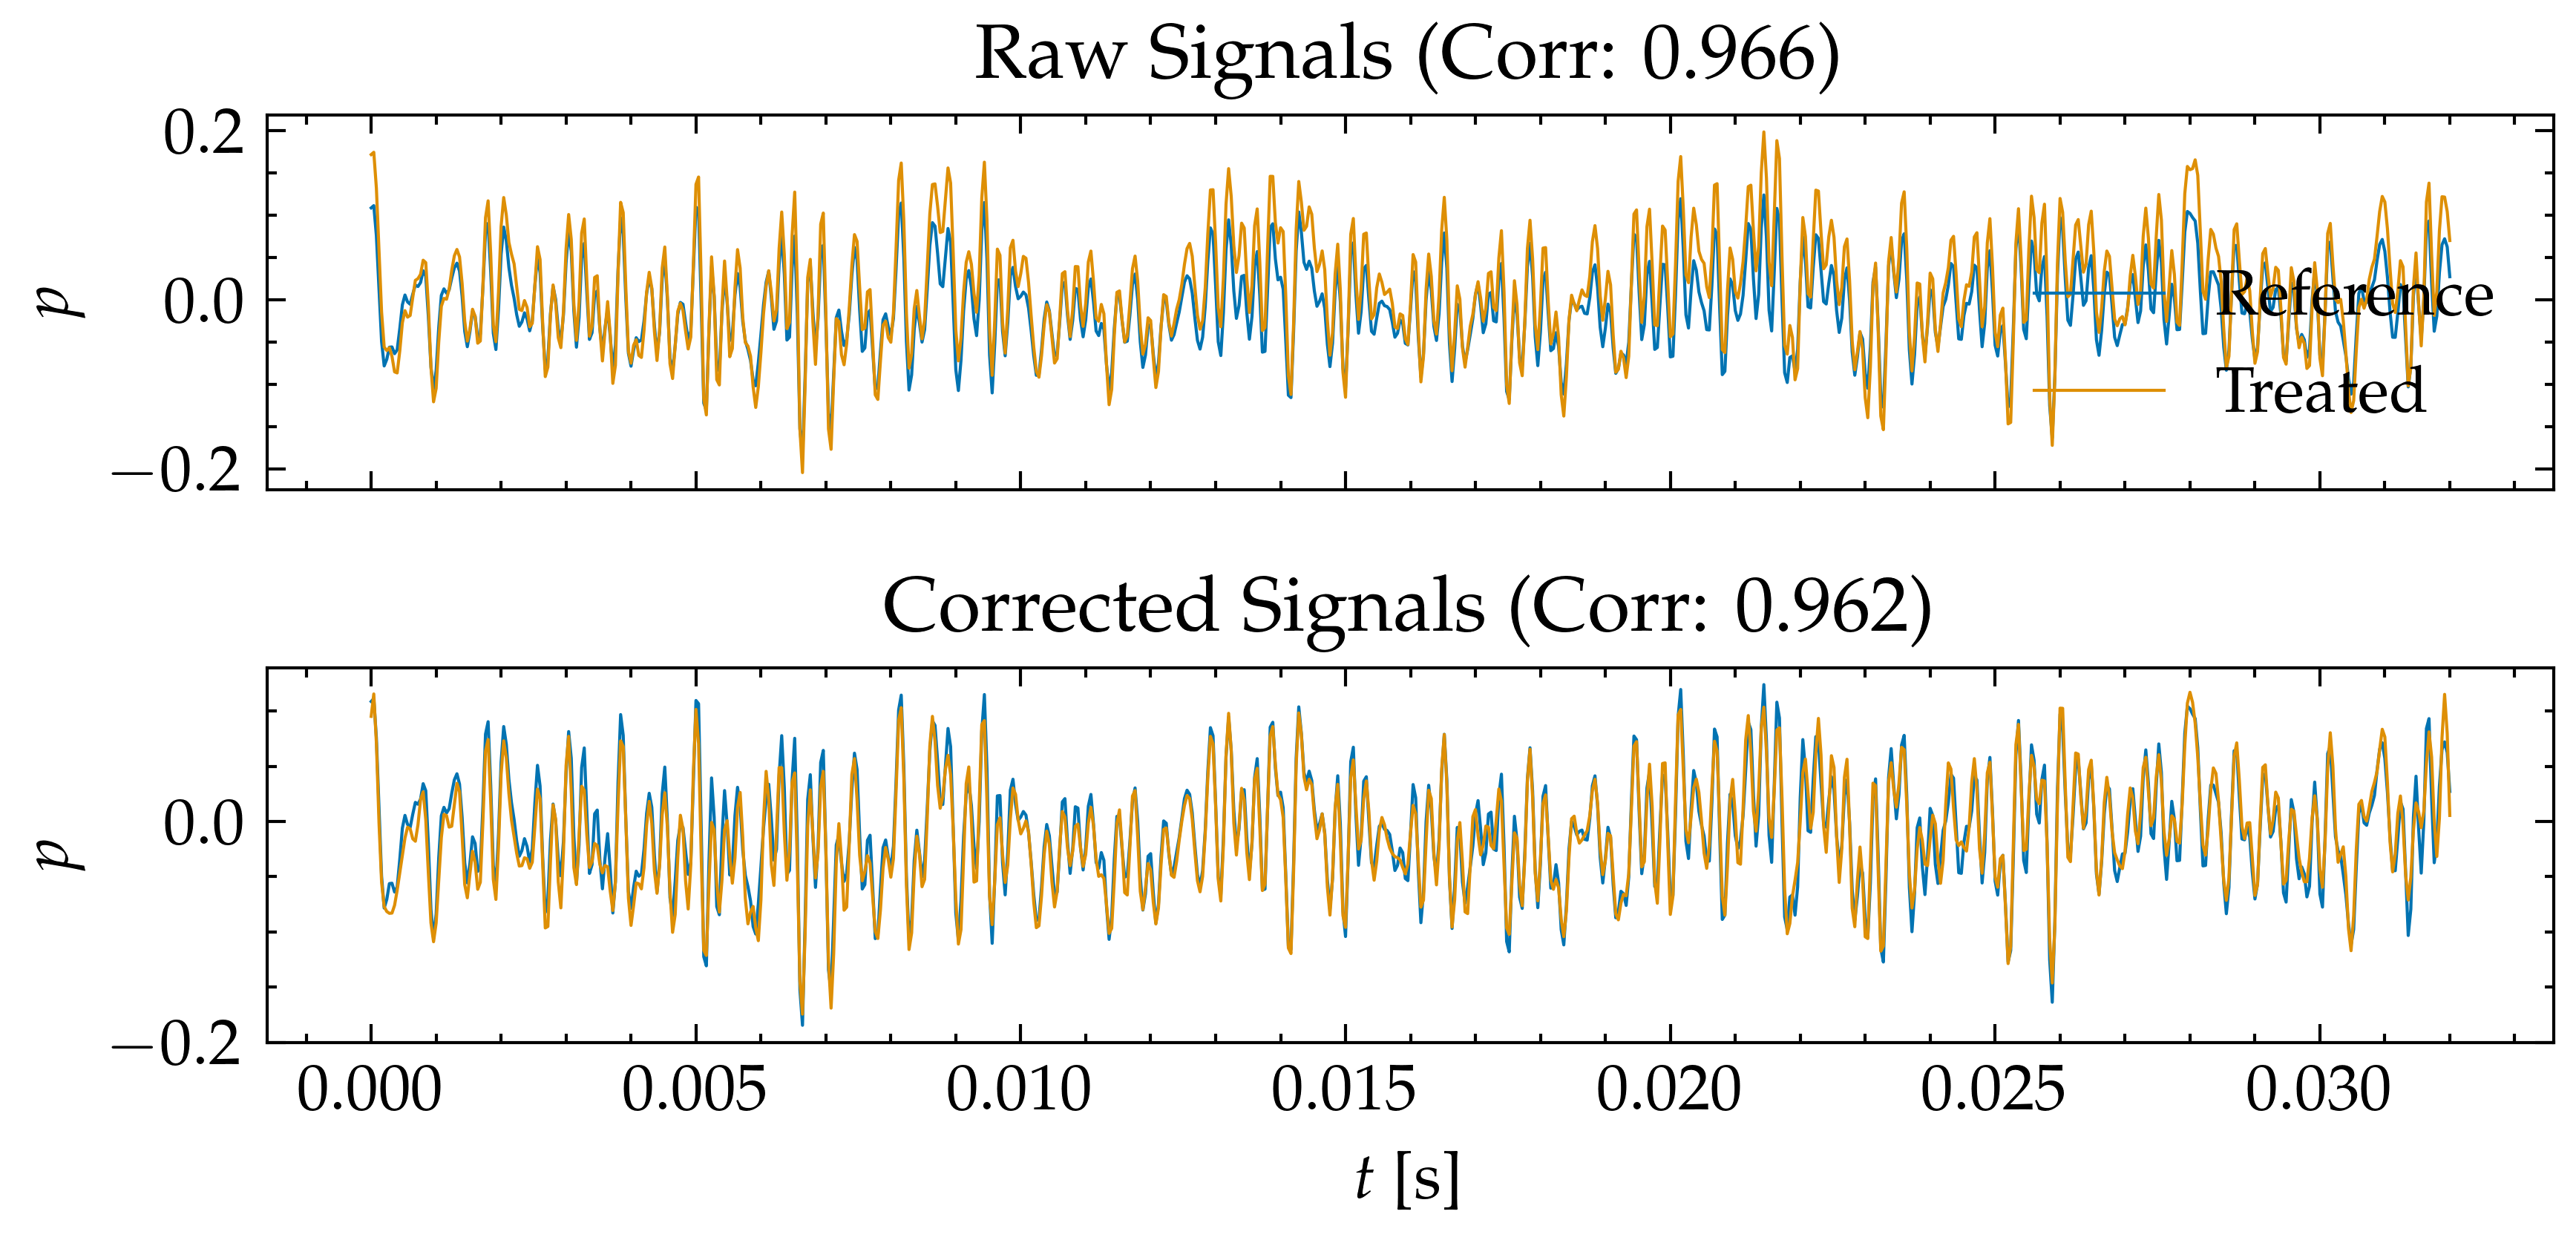 Raw Signals (Corr: 0.966)
0.2
p
0.0
−0.2
Reference
Treated
Corrected Signals (Corr: 0.962)
p
0.0
−0.2
0.000 0.005 0.010 0.015 0.020 0.025 0.030
t [s]